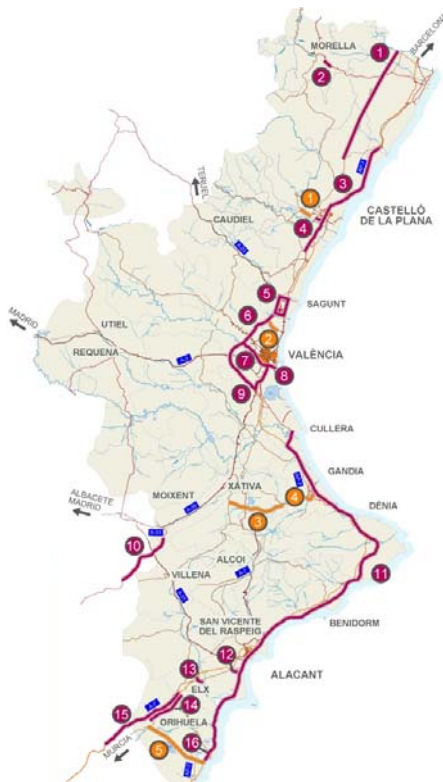 BARCELONA
MORELLA
1
2
3
TERUEL
1
CAUDIEL
4
CASTELLÓ
DE LA PLANA
5
SAGUNT
6
MADRID
UTIEL
2
REQUENA
7
VALÈNCIA
8
9
CULLERA
GANDIA
XÀTIVA
MOIXENT
4
DÉNIA
ALBACETE
MADRID
3
10
ALCOI
VILLENA
11
SAN VICENTE
DEL RASPEIG
BENIDORM
12
13
ALACANT
ELX
14
15
ORIHUELA
16
MURCIA
5